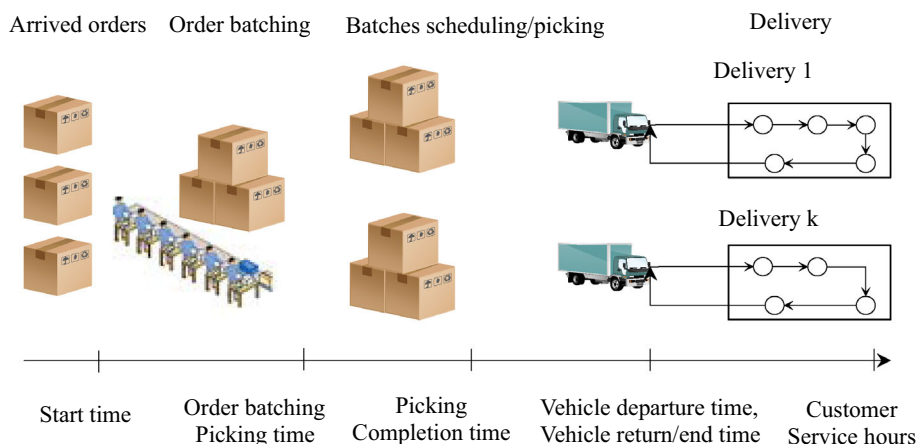 Arrived orders
Order batching
Batches scheduling/picking
Delivery
Delivery 1
Delivery k
Start time
Order batching
Picking time
Picking
Completion time
Vehicle departure time,
Vehicle return/end time
Customer
Service hours